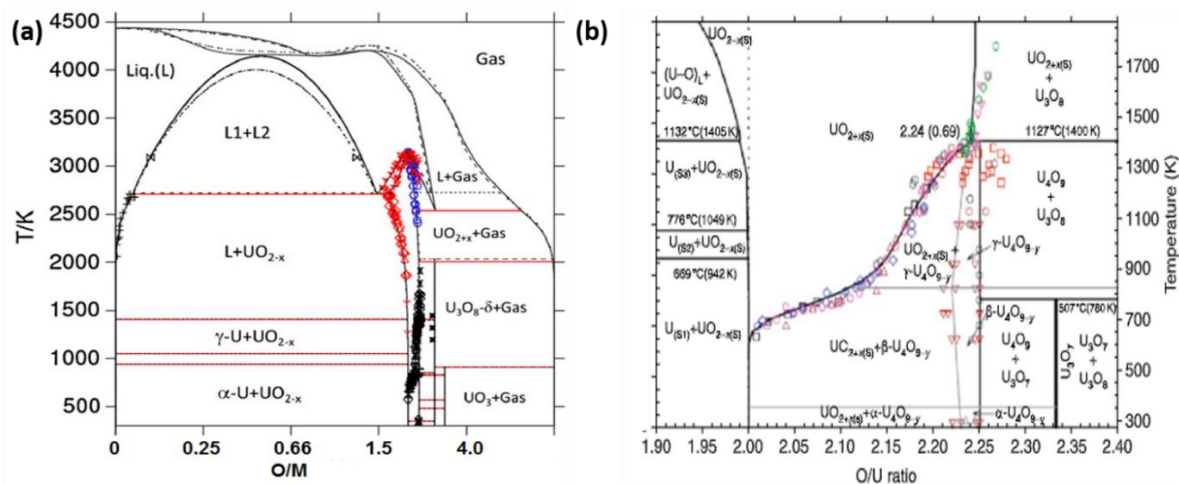 (a)
4500
4000
3500
3000
2500
2000
1500
1000
500
T/K
Liq.(L)
Gas
L1+L2
L+Gas
UO2+x+Gas
L+UO2-x
U3O8-δ+Gas
γ-U+UO2-x
α-U+UO2-x
UO3+Gas
0
0.25
0.66
1.5
4.0
O/M
(b)
UO2-x(S)
(U–O)L+
UO2-x(S)
UO2+x(S)
UO2+x(S)
+
U3O8
2.24 (0.69)
1132°C(1405 K)
1127°C(1400 K)
U(S3)+UO2-x(S)
U4O9
+
U3O8
776°C(1049 K)
U(S2)+UO2-x(S)
UO2+x(S)+
γ-U4O9-y
γ-U4O9-y
669°C(942 K)
507°C(780 K)
U(S1)+UO2-x(S)
UC2+x(S)+β-U4O9-y
β-U4O9-y
U4O9
+
U3O7
U3O7
U3O7
+
U3O8
UO2+x(s)+α-U4O9-y
α-U4O9-y
1700
1500
1300
1100
900
700
500
300
Temperature (K)
1.90
1.95
2.00
2.05
2.10
2.15
2.20
2.25
2.30
2.35
2.40
O/U ratio